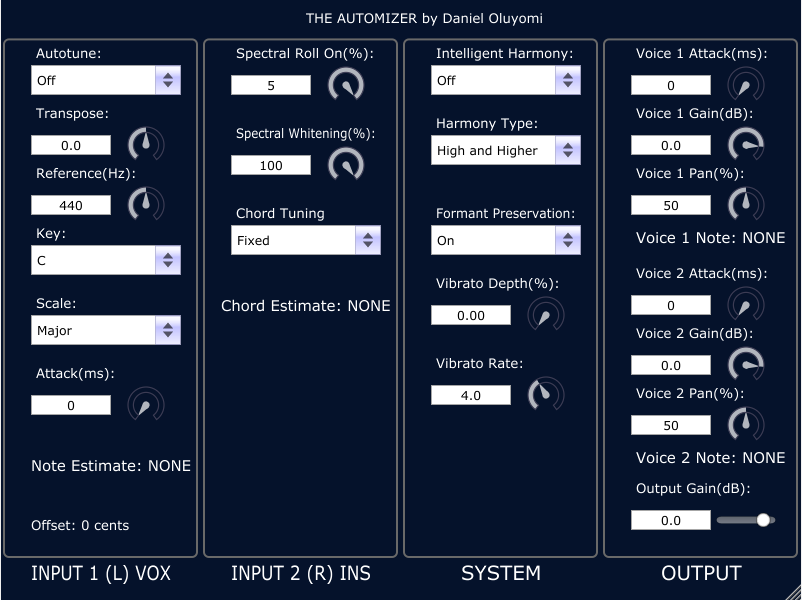 THE AUTOMIZER by Daniel Oluyomi
Autotune:
Off
Transpose:
0.0
Reference(Hz):
440
Key:
C
Scale:
Major
Attack(ms):
0
Note Estimate: NONE
Offset: 0 cents
INPUT 1 (L) VOX
Spectral Roll On(%):
5
Spectral Whitening(%):
100
Chord Tuning
Fixed
Chord Estimate: NONE
INPUT 2 (R) INS
Intelligent Harmony:
Off
Harmony Type:
High and Higher
Formant Preservation:
On
Vibrato Depth(%):
0.00
Vibrato Rate:
4.0
SYSTEM
Voice 1 Attack(ms):
0
Voice 1 Gain(dB):
0.0
Voice 1 Pan(%):
50
Voice 1 Note: NONE
Voice 2 Attack(ms):
0
Voice 2 Gain(dB):
0.0
Voice 2 Pan(%):
50
Voice 2 Note: NONE
Output Gain(dB):
0.0
OUTPUT